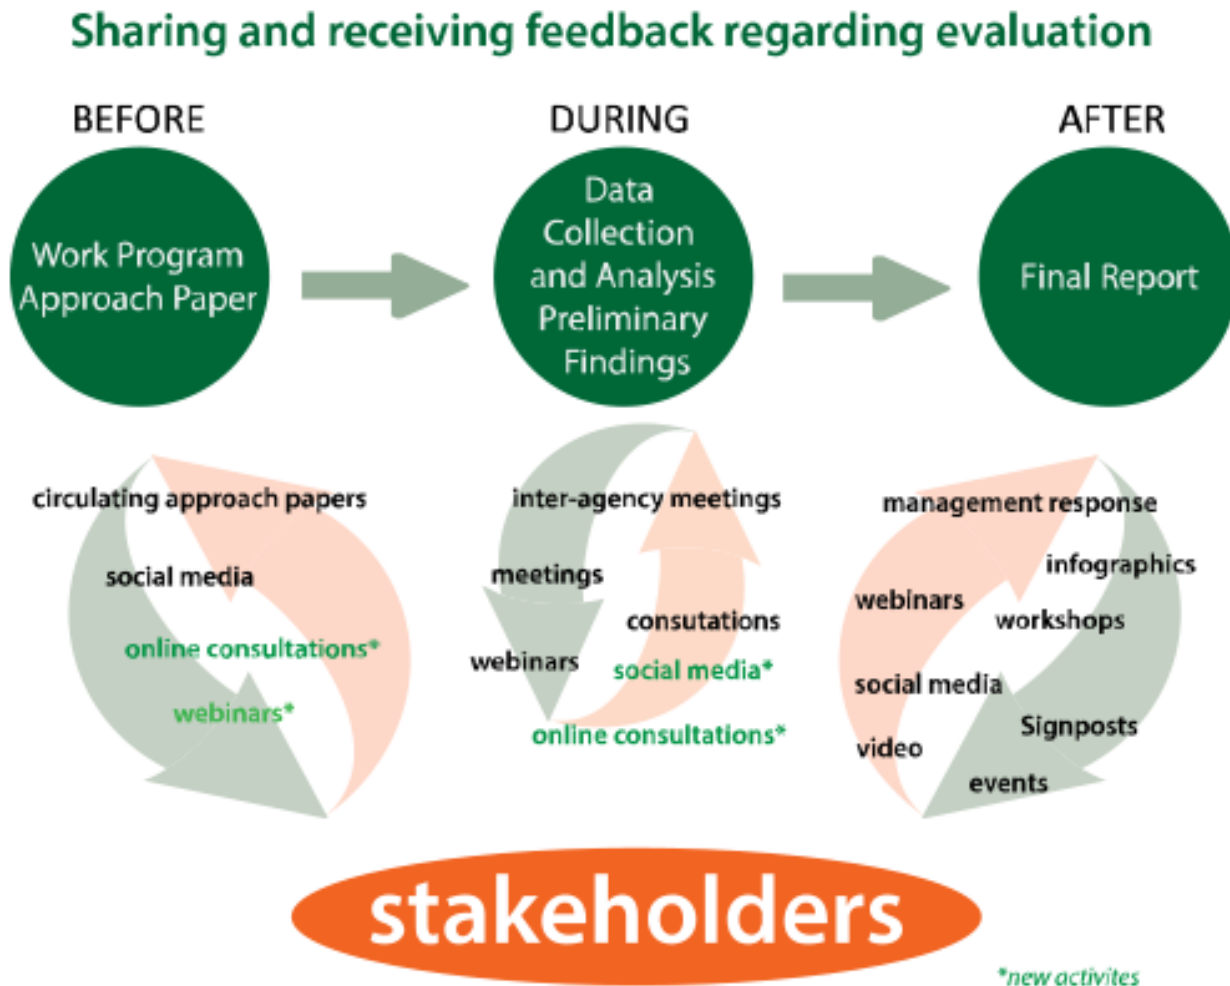 Sharing and receiving feedback regarding evaluation
BEFORE
Work Program
Approach Paper
DURING
Data
Collection
and Analysis
Preliminary
Findings
AFTER
Final Report
circulating approach papers
social media
online consultations*
webinars*
inter-agency meetings
meetings
consutations
webinars
social media*
online consultations*
management response
infographics
webinars
workshops
social media
Signposts
video
events
stakeholders
*new activites